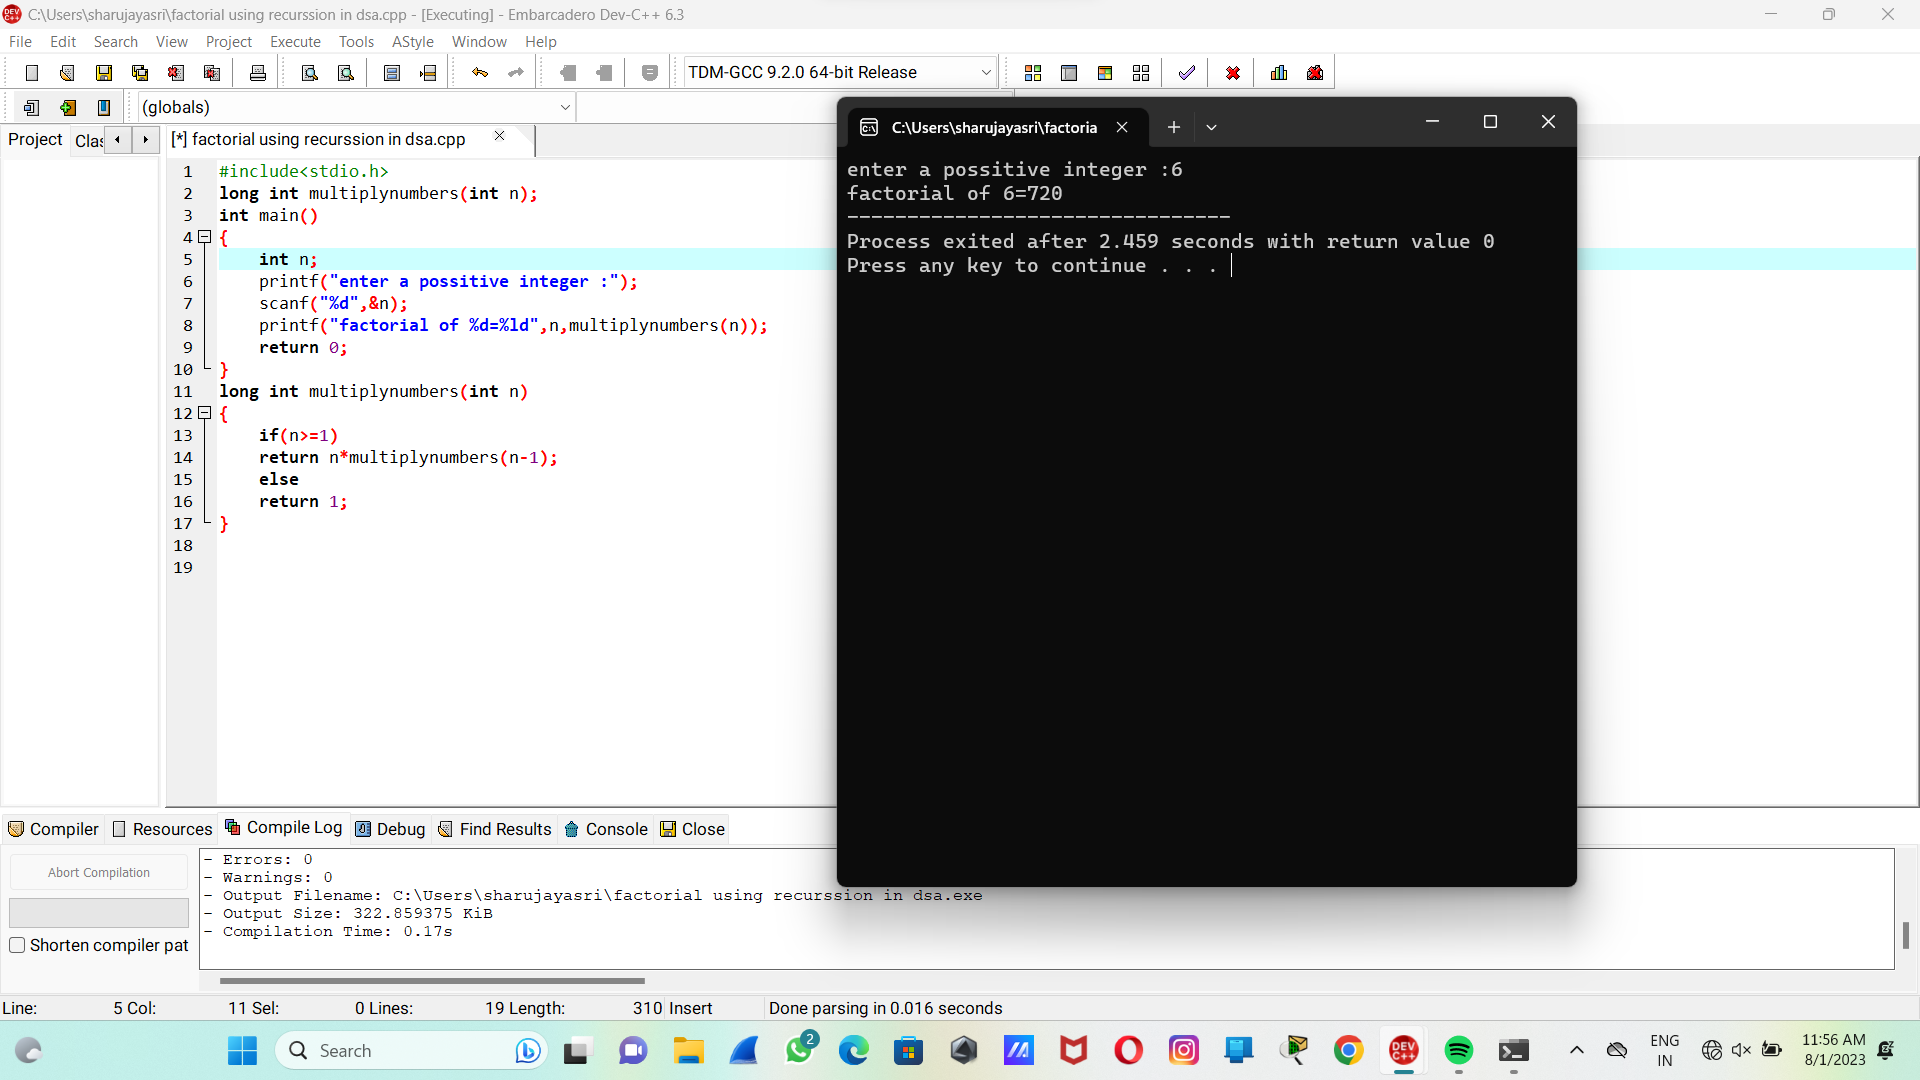 C:\Users\sharujayasri\factorial using recurssion in dsa.cpp - [Executing] - Embarcadero Dev-C++ 6.3
File Edit Search View Project Execute Tools AStyle Window Help
TDM-GCC 9.2.0 64-bit Release
(globals)
Project Clas [*] factorial using recurssion in dsa.cpp
1 #include<stdio.h>
2 long int multiplynumbers(int n);
3 int main()
4 {
5 int n;
6 printf("enter a possitive integer :");
7 scanf("%d",&n);
8 printf("factorial of %d=%ld",n,multiplynumbers(n));
9 return 0;
10 }
11 long int multiplynumbers(int n)
12 {
13 if(n>=1)
14 return n*multiplynumbers(n-1);
15 else
16 return 1;
17 }
18
19
C:\Users\sharujayasri\factoria
enter a possitive integer :6
factorial of 6=720
--------------------------------
Process exited after 2.459 seconds with return value 0
Press any key to continue . . .
Compiler Resources Compile Log Debug Find Results Console Close
Abort Compilation
Shorten compiler pat
- Errors: 0
- Warnings: 0
- Output Filename: C:\Users\sharujayasri\factorial using recurssion in dsa.exe
- Output Size: 322.859375 KiB
- Compilation Time: 0.17s
Line: 5 Col: 11 Sel: 0 Lines: 19 Length: 310 Insert Done parsing in 0.016 seconds
Search
2
DEV C++
ENG
IN
11:56 AM
8/1/2023